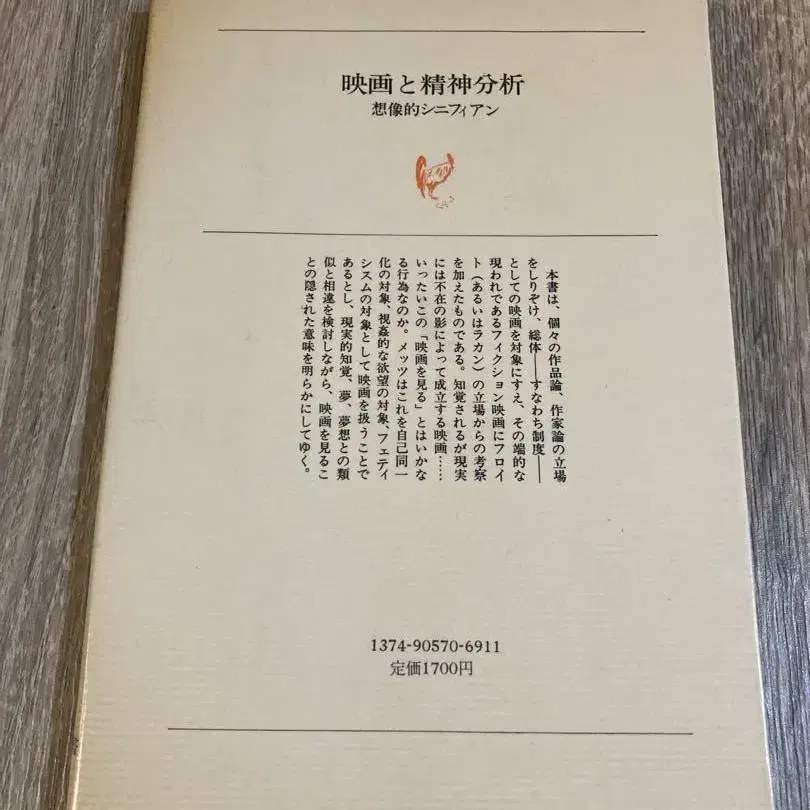 映画と精神分析
想像的シニフィアン
本書は、個々の作品論、作家論の立場
をしりぞけ、総体——すなわち制度——
としての映画を対象にすえ、その端的な
現われであるフィクション映画にフロイ
ト（あるいはラカン）の立場からの考察
を加えたものである。知覚されるが現実
には不在の影によって成立する映画……
いったいこの「映画を見る」とはいかな
る行為なのか。メッツはこれを自己同一
化の対象、視姦的な欲望の対象、フェティ
シスムの対象として映画を扱うことで
あるとし、現実的知覚、夢、夢想との類
似と相違を検討しながら、映画を見るこ
との隠された意味を明らかにしてゆく。
1374-90570-6911
定価1700円